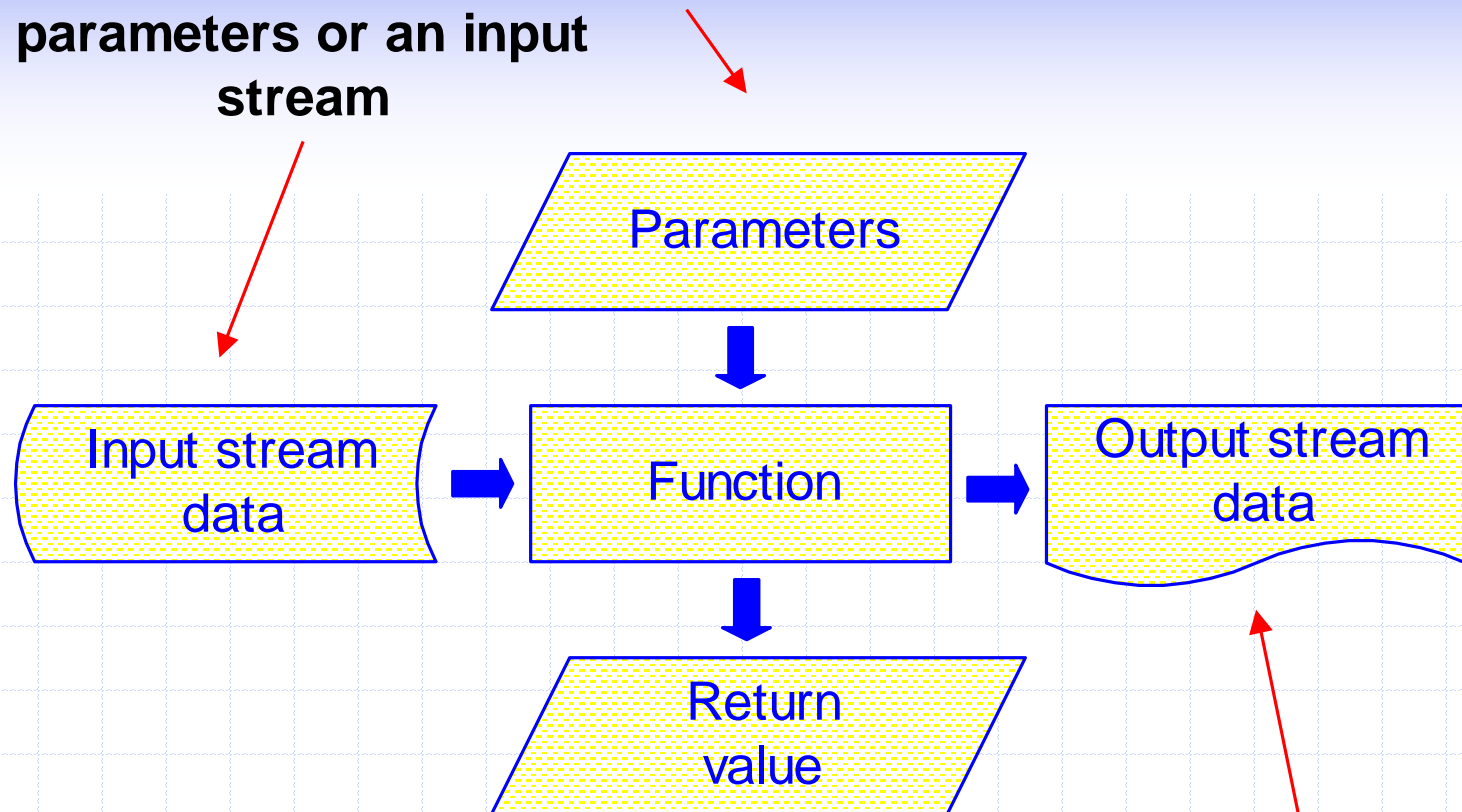 parameters or an input
stream
Parameters
Input stream
data
Function
Output stream
data
Return
value